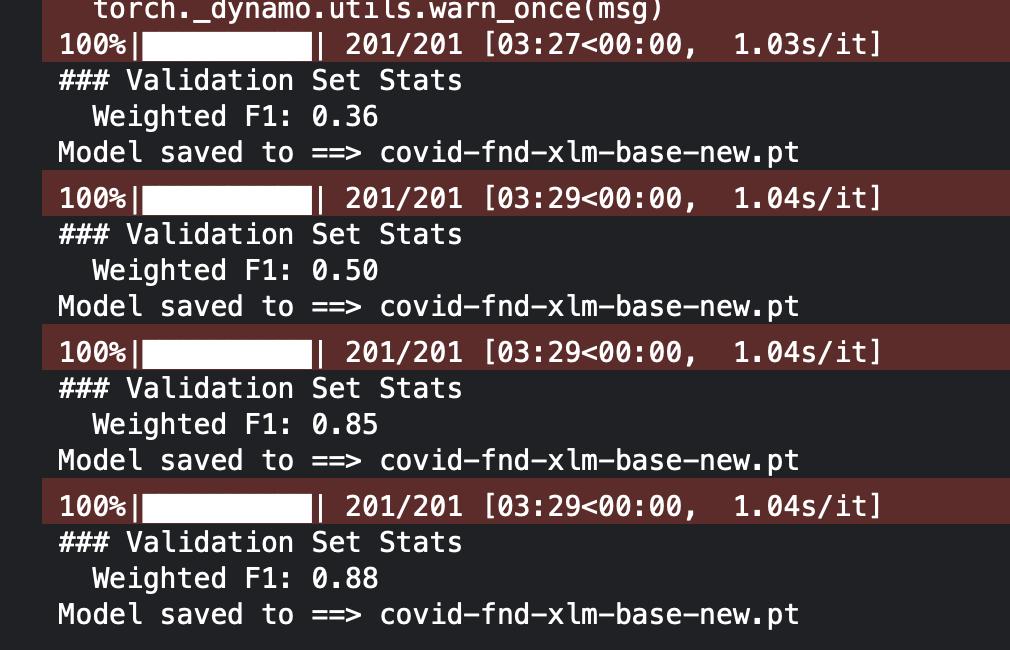 torch._dynamo.utils.warn_once(msg)
100%|██████████| 201/201 [03:27<00:00,  1.03s/it]
### Validation Set Stats
  Weighted F1: 0.36
Model saved to ==> covid-fnd-xlm-base-new.pt
100%|██████████| 201/201 [03:29<00:00,  1.04s/it]
### Validation Set Stats
  Weighted F1: 0.50
Model saved to ==> covid-fnd-xlm-base-new.pt
100%|██████████| 201/201 [03:29<00:00,  1.04s/it]
### Validation Set Stats
  Weighted F1: 0.85
Model saved to ==> covid-fnd-xlm-base-new.pt
100%|██████████| 201/201 [03:29<00:00,  1.04s/it]
### Validation Set Stats
  Weighted F1: 0.88
Model saved to ==> covid-fnd-xlm-base-new.pt